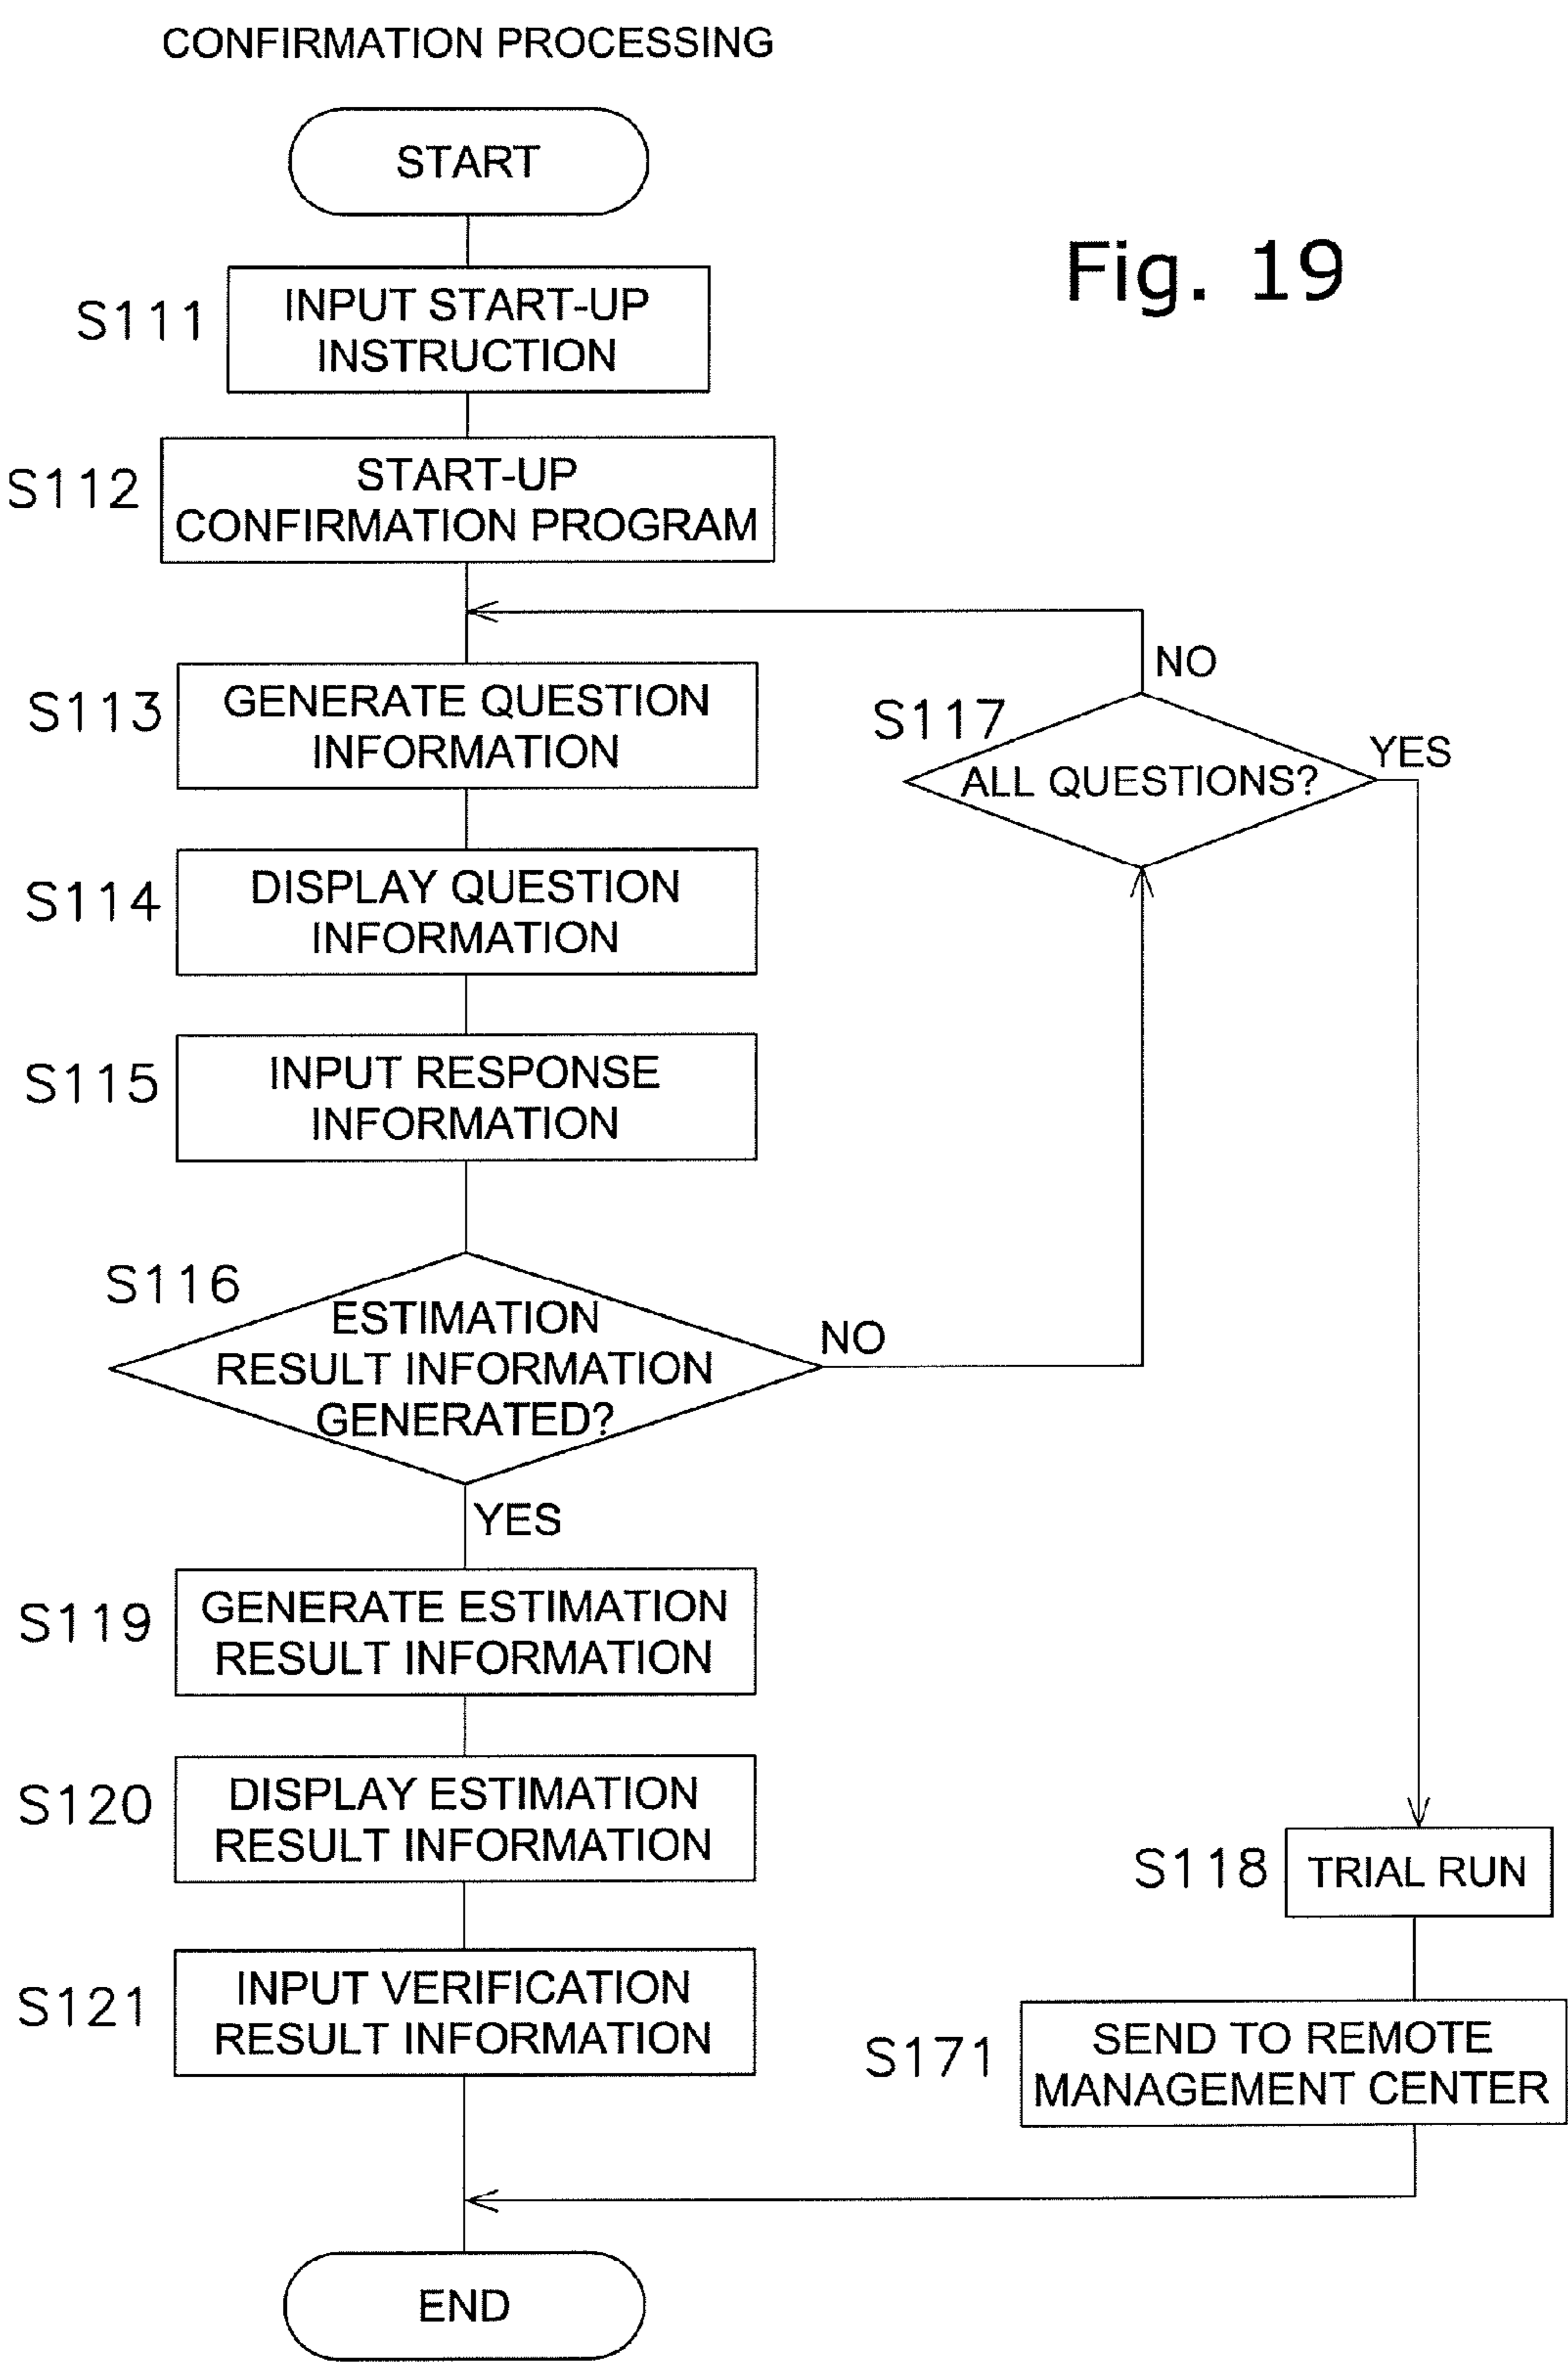 CONFIRMATION PROCESSING
START
Fig. 19
S111
INPUT START-UP
INSTRUCTION
S112
START-UP
CONFIRMATION PROGRAM
S113
GENERATE QUESTION
INFORMATION
NO
S117
YES
ALL QUESTIONS?
S114
DISPLAY QUESTION
INFORMATION
S115
INPUT RESPONSE
INFORMATION
S116
ESTIMATION
RESULT INFORMATION
GENERATED?
NO
YES
S119
GENERATE ESTIMATION
RESULT INFORMATION
S120
DISPLAY ESTIMATION
RESULT INFORMATION
S118
TRIAL RUN
S121
INPUT VERIFICATION
RESULT INFORMATION
S171
SEND TO REMOTE
MANAGEMENT CENTER
END